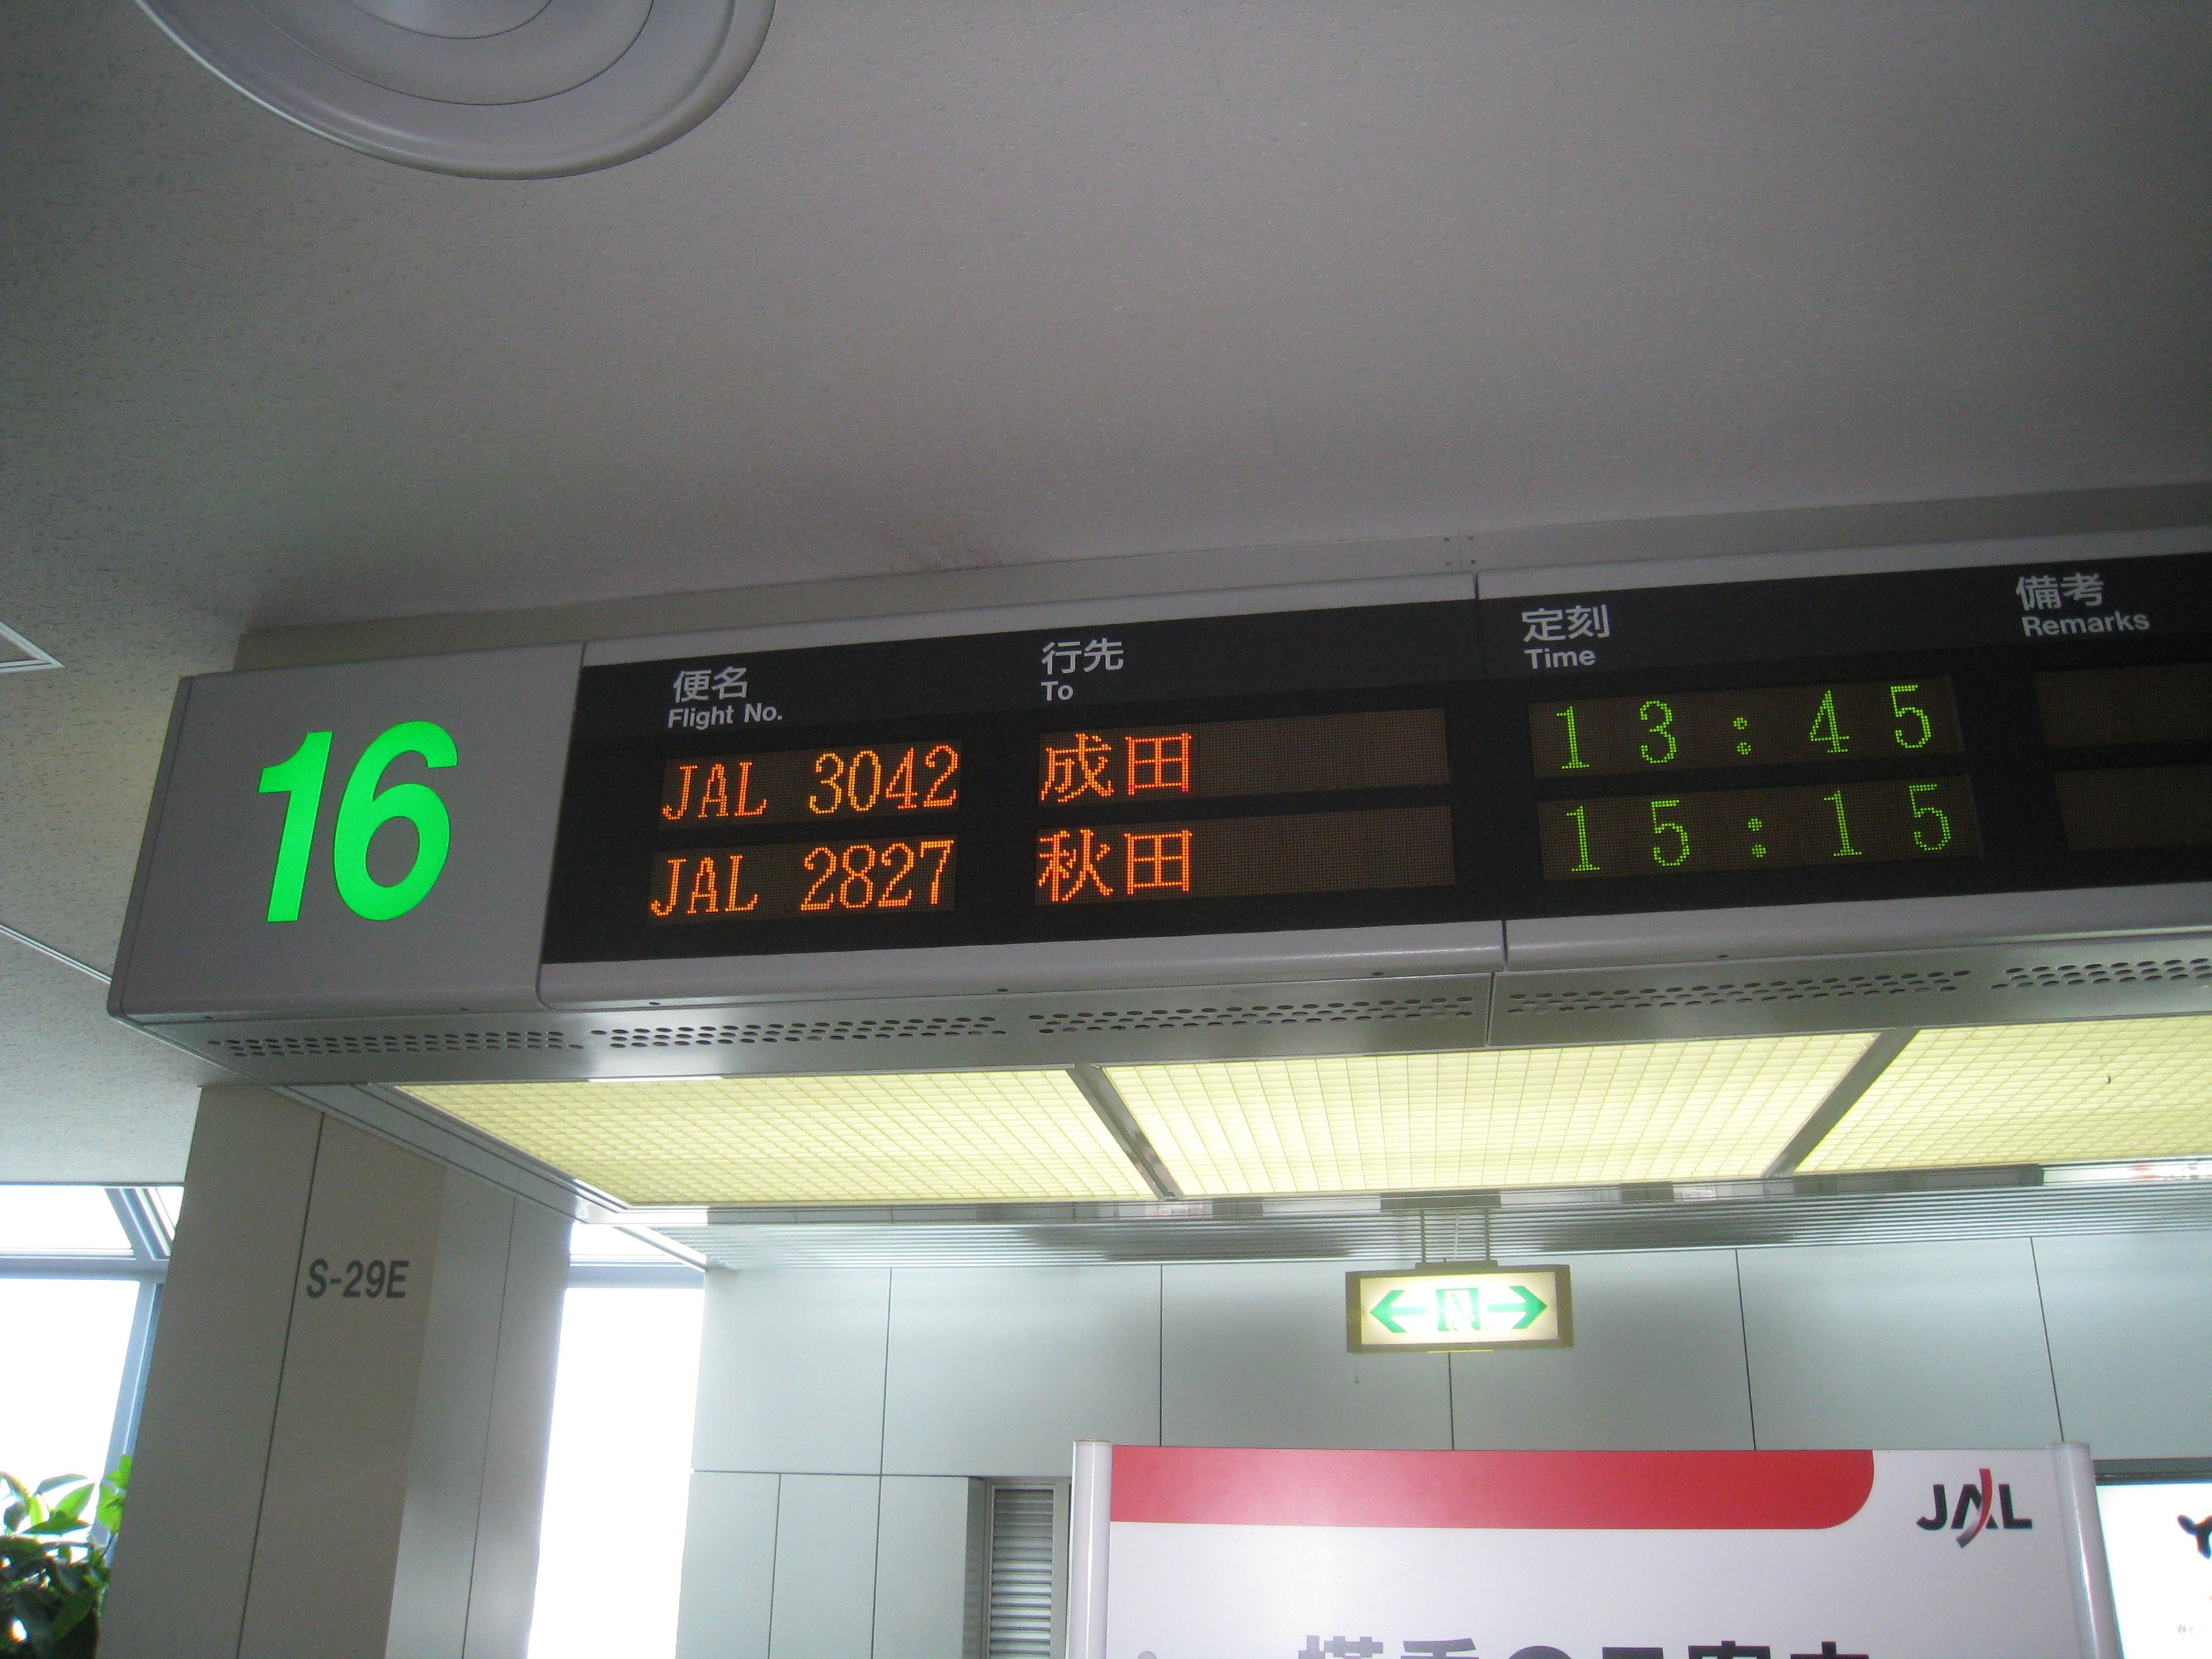 16
便名 行先 定刻 備考
Flight No. To Time Remarks
JAL 3042 成田 13:45
JAL 2827 秋田 15:15
S-29E
JAL